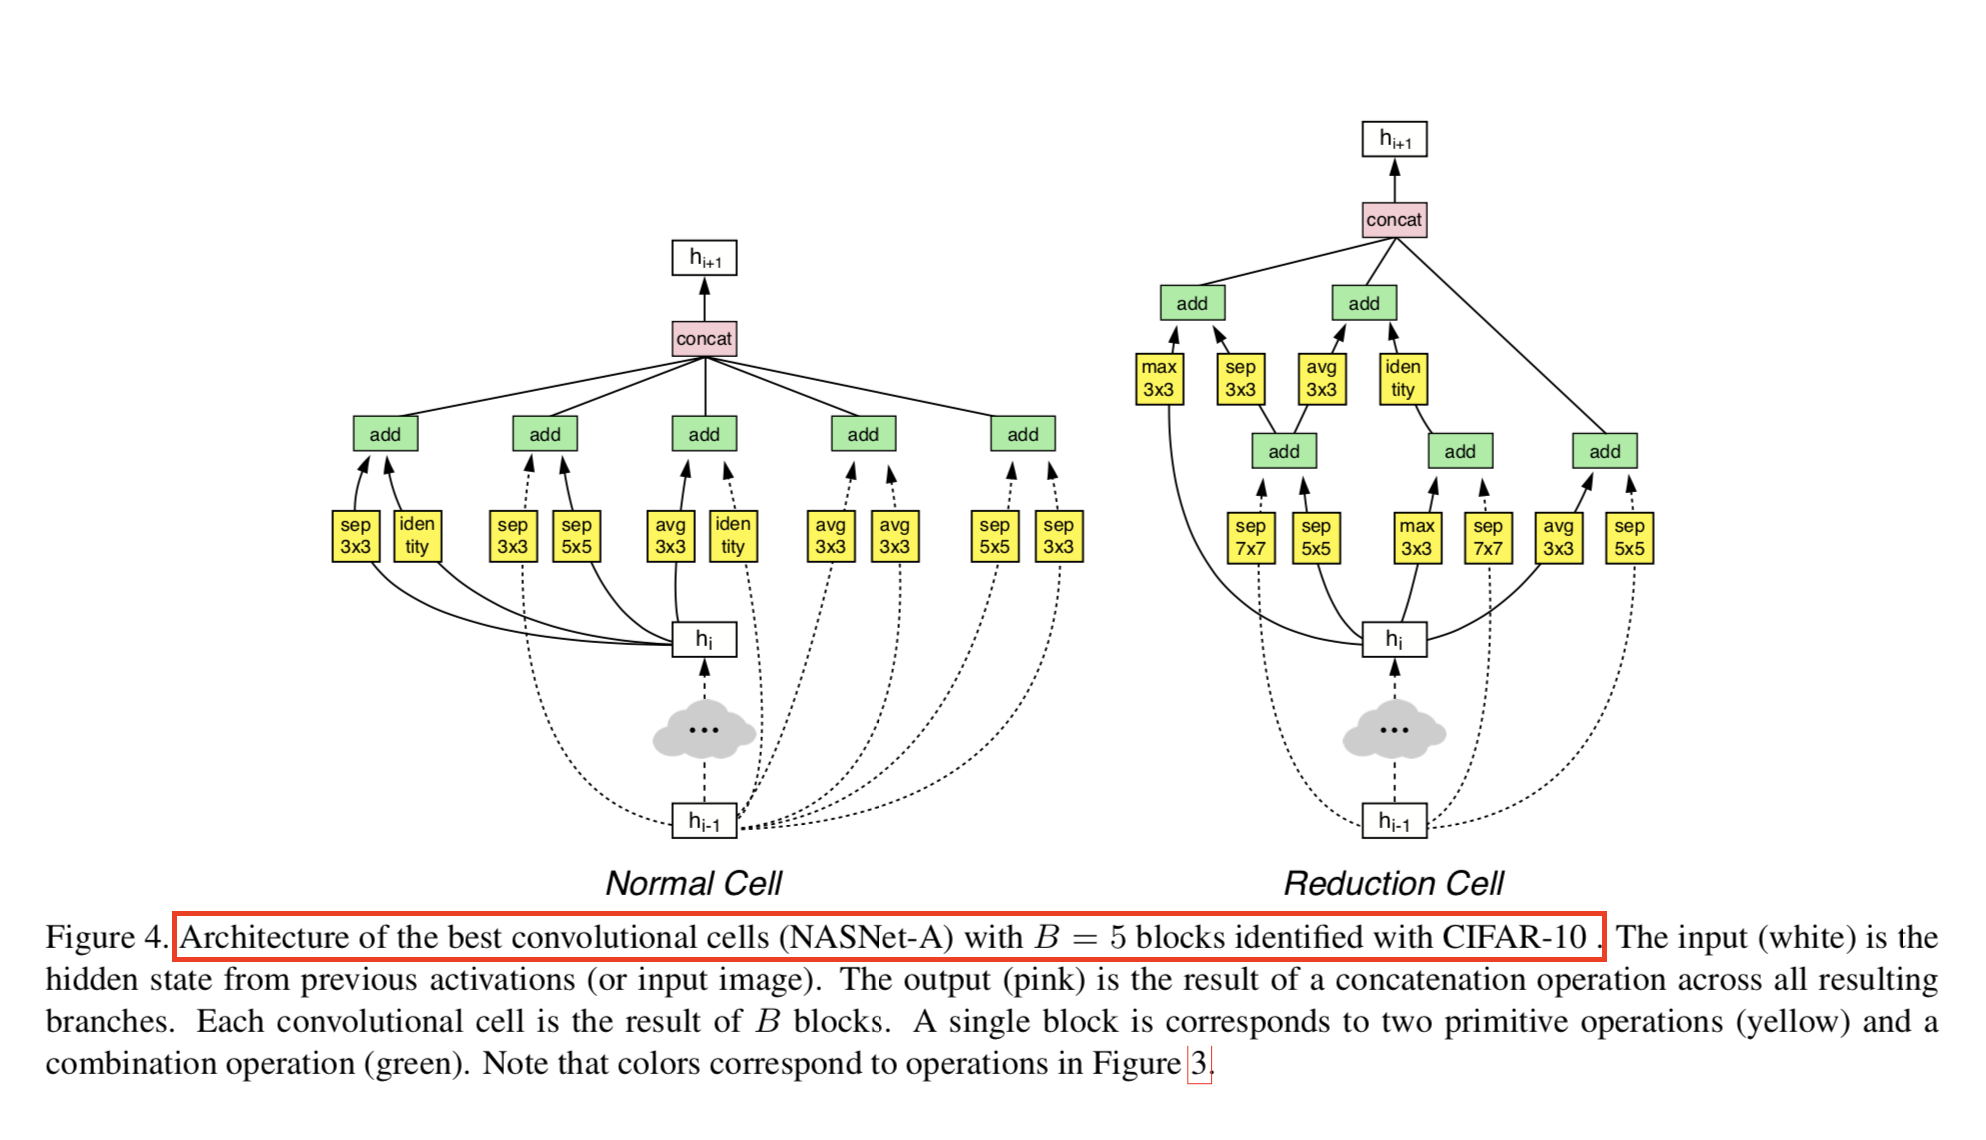 h_{i+1}
concat
h_{i+1}
add add
concat
max 3x3 sep 3x3 avg 3x3 iden tity
add add add add add
add add add
sep 3x3 iden tity sep 3x3 sep 5x5 avg 3x3 iden tity avg 3x3 avg 3x3 sep 5x5 sep 3x3
sep 7x7 sep 5x5 max 3x3 sep 7x7 avg 3x3 sep 5x5
h_i h_i
... ...
h_{i-1} h_{i-1}
Normal Cell Reduction Cell
Figure 4. Architecture of the best convolutional cells (NASNet-A) with B = 5 blocks identified with CIFAR-10 . The input (white) is the
hidden state from previous activations (or input image). The output (pink) is the result of a concatenation operation across all resulting
branches. Each convolutional cell is the result of B blocks. A single block is corresponds to two primitive operations (yellow) and a
combination operation (green). Note that colors correspond to operations in Figure 3.